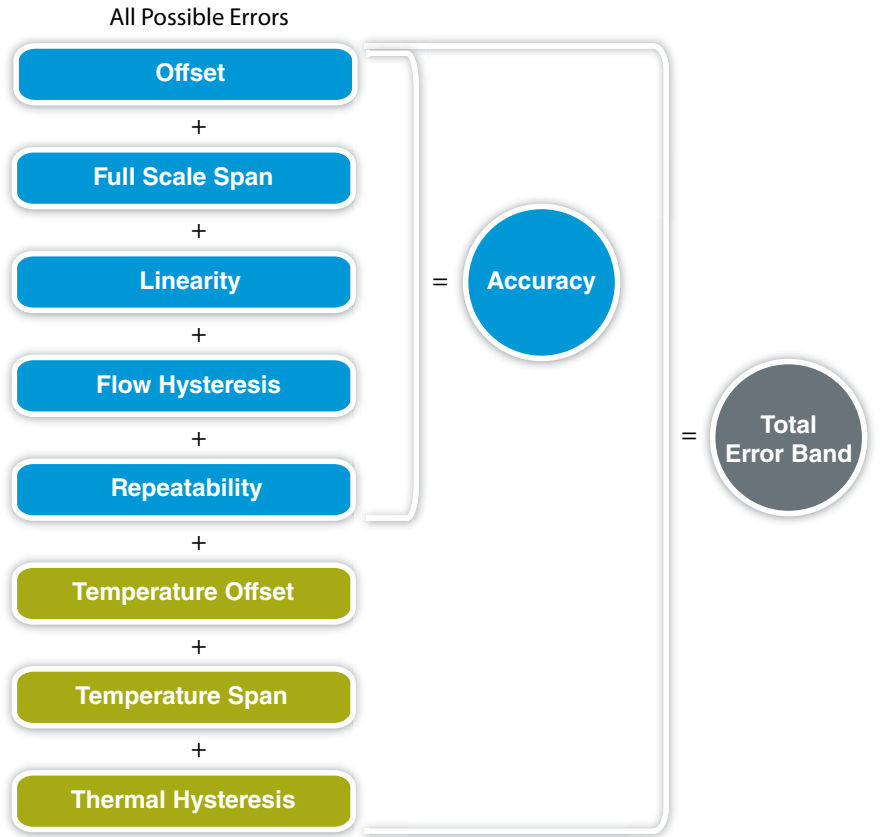 All Possible Errors
Offset
+
Full Scale Span
+
Linearity
+
Flow Hysteresis
+
Repeatability
+
Temperature Offset
+
Temperature Span
+
Thermal Hysteresis
=
Accuracy
=
Total
Error Band